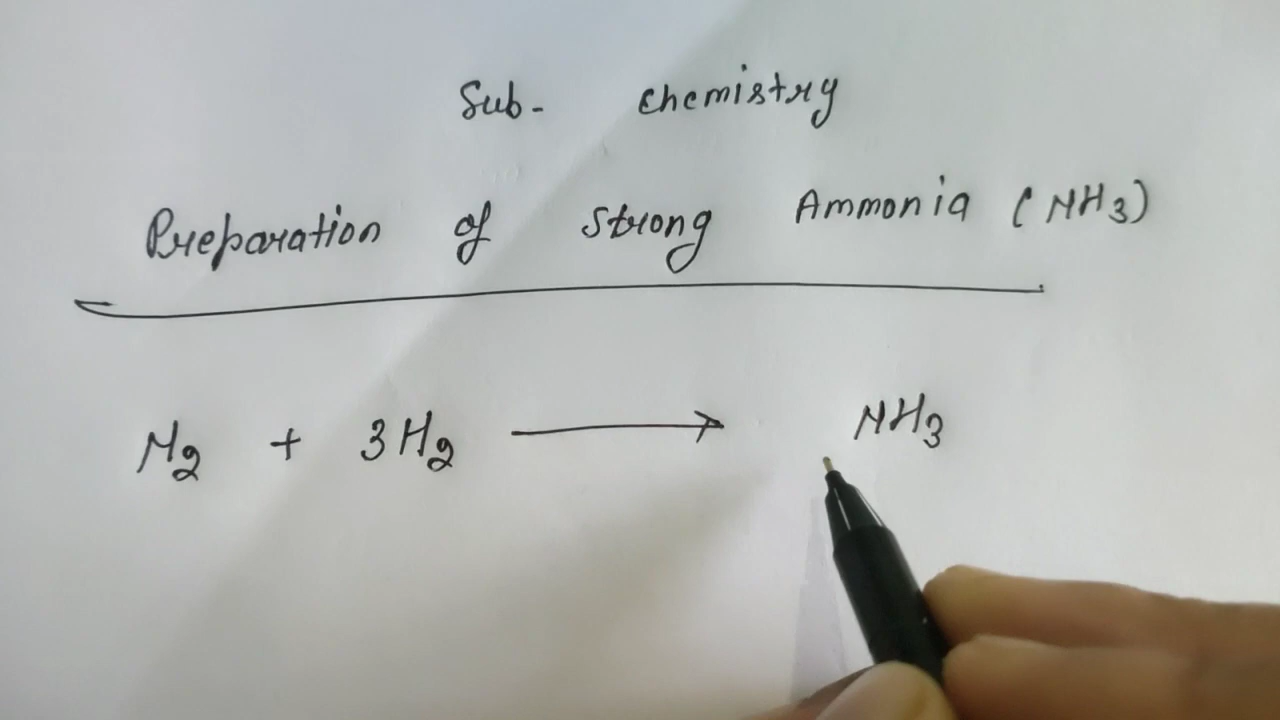 Sub- Chemistry
Preparation of Strong Ammonia (NH3)
N2 + 3H2 → NH3